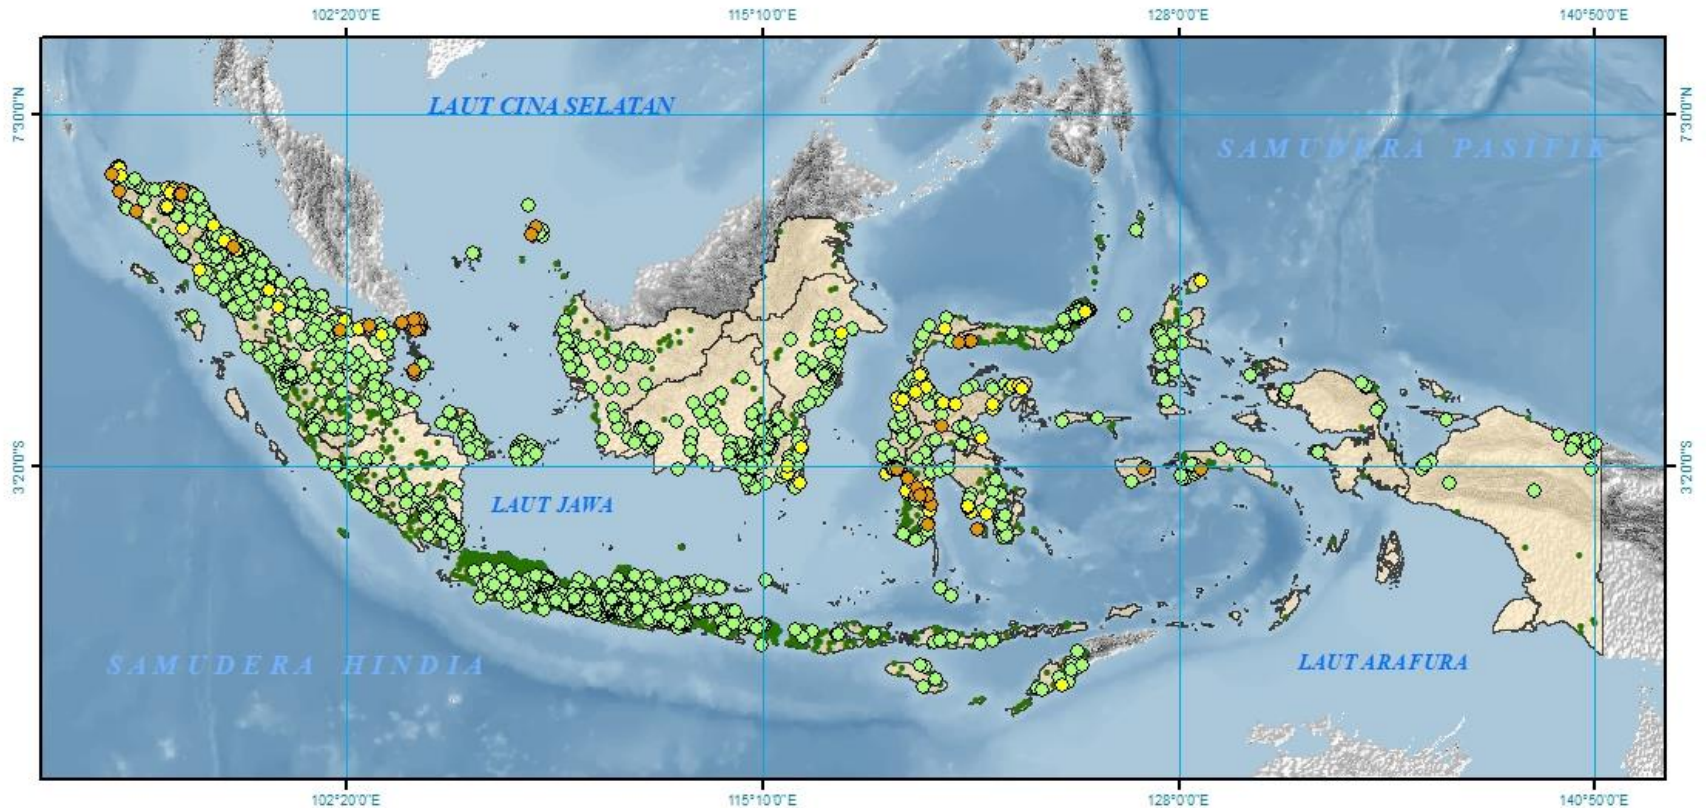 102°20'0"E 115°10'0"E 128°0'0"E 140°50'0"E
7°30'0"N 7°30'0"N
LAUT CINA SELATAN
SAMUDERA PASIFIK
3°20'0"S 3°20'0"S
LAUT JAWA
SAMUDERA HINDIA
LAUT ARAFURA
102°20'0"E 115°10'0"E 128°0'0"E 140°50'0"E